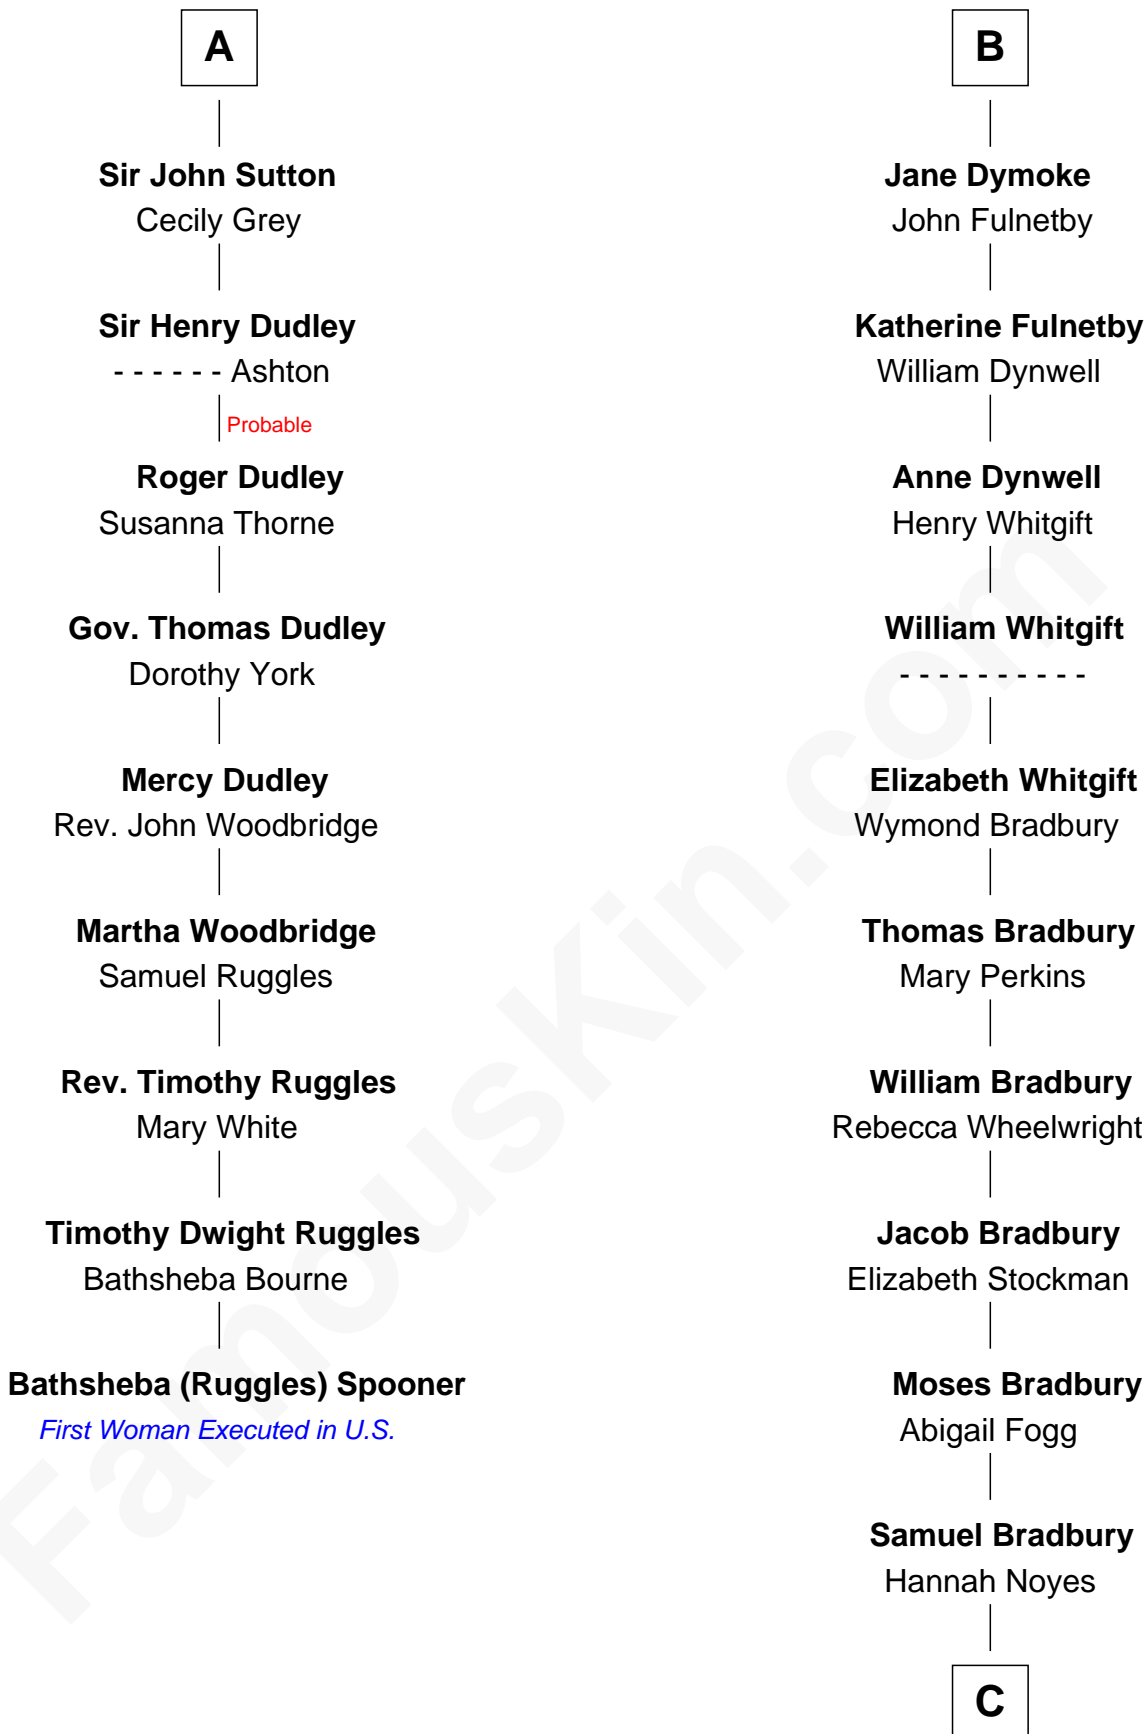 A
Sir John Sutton
Cecily Grey
Sir Henry Dudley
- - - - - - Ashton
Probable
Roger Dudley
Susanna Thorne
Gov. Thomas Dudley
Dorothy York
Mercy Dudley
Rev. John Woodbridge
Martha Woodbridge
Samuel Ruggles
Rev. Timothy Ruggles
Mary White
Timothy Dwight Ruggles
Bathsheba Bourne
Bathsheba (Ruggles) Spooner
First Woman Executed in U.S.
B
Jane Dymoke
John Fulnetby
Katherine Fulnetby
William Dynwell
Anne Dynwell
Henry Whitgift
William Whitgift
- - - - - - - - - -
Elizabeth Whitgift
Wymond Bradbury
Thomas Bradbury
Mary Perkins
William Bradbury
Rebecca Wheelwright
Jacob Bradbury
Elizabeth Stockman
Moses Bradbury
Abigail Fogg
Samuel Bradbury
Hannah Noyes
C
FamousKin.com